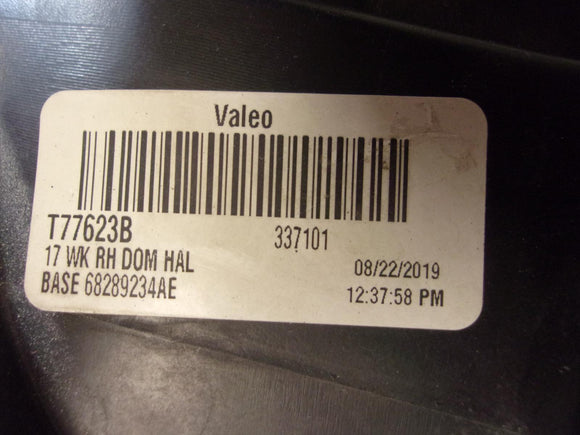 Valeo
T77623B
337101
17 WK RH DOM HAL
08/22/2019
BASE 68289234AE
12:37:58 PM